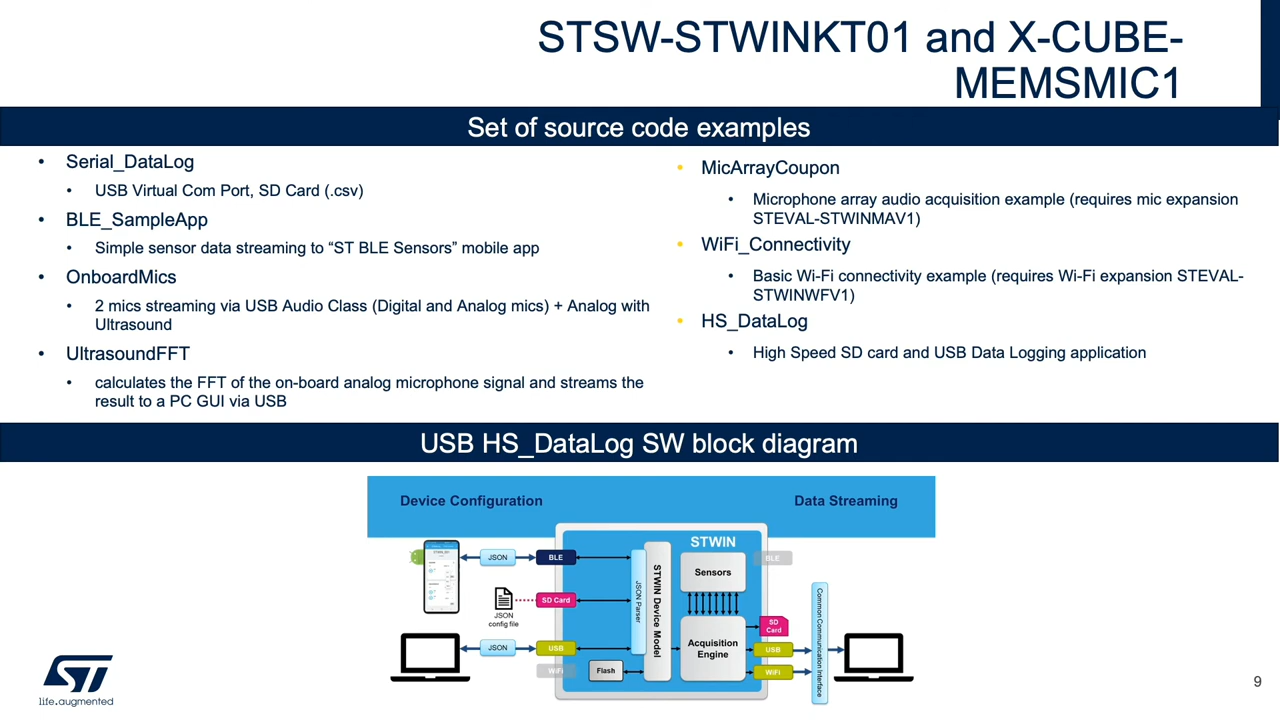 STSW-STWINKT01 and X-CUBE-
MEMSMIC1
Set of source code examples
• Serial_DataLog
• USB Virtual Com Port, SD Card (.csv)
• BLE_SampleApp
• Simple sensor data streaming to “ST BLE Sensors” mobile app
• OnboardMics
• 2 mics streaming via USB Audio Class (Digital and Analog mics) + Analog with
Ultrasound
• UltrasoundFFT
• calculates the FFT of the on-board analog microphone signal and streams the
result to a PC GUI via USB
• MicArrayCoupon
• Microphone array audio acquisition example (requires mic expansion
STEVAL-STWINMAV1)
• WiFi_Connectivity
• Basic Wi-Fi connectivity example (requires Wi-Fi expansion STEVAL-
STWINWFV1)
• HS_DataLog
• High Speed SD card and USB Data Logging application
USB HS_DataLog SW block diagram
Device Configuration
Data Streaming
STWIN
JSON
BLE
SD Card
JSON
config file
JSON
USB
WiFi
Flash
JSON Parser
STWIN Device Model
Sensors
Acquisition
Engine
BLE
SD
Card
USB
WiFi
Common Communication Interface
ST
life.augmented
9